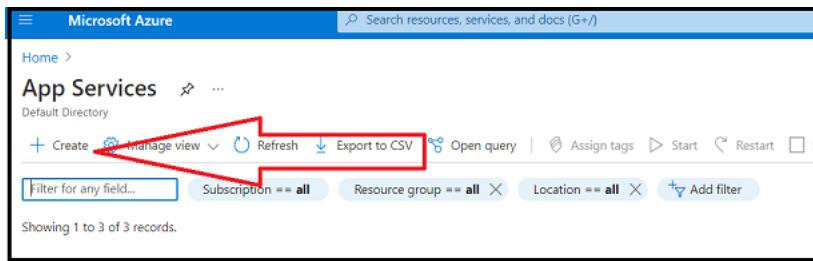 Microsoft Azure
Search resources, services, and docs (G+/)
Home >
App Services
Default Directory
Create Manage view Refresh Export to CSV Open query Assign tags Start Restart
Filter for any field... Subscription == all Resource group == all Location == all Add filter
Showing 1 to 3 of 3 records.